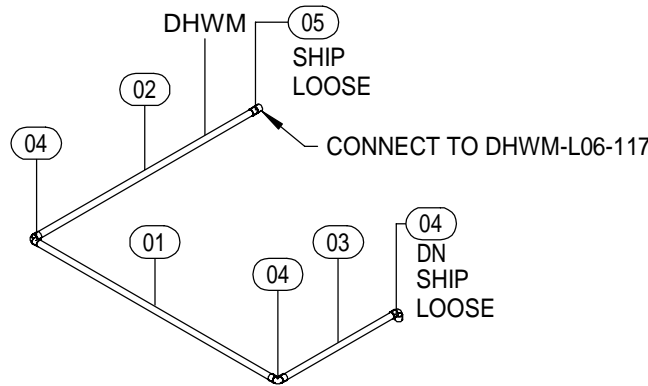 DHWM
05
SHIP
LOOSE
02
04
CONNECT TO DHWM-L06-117
01
04
03
04
DN
SHIP
LOOSE